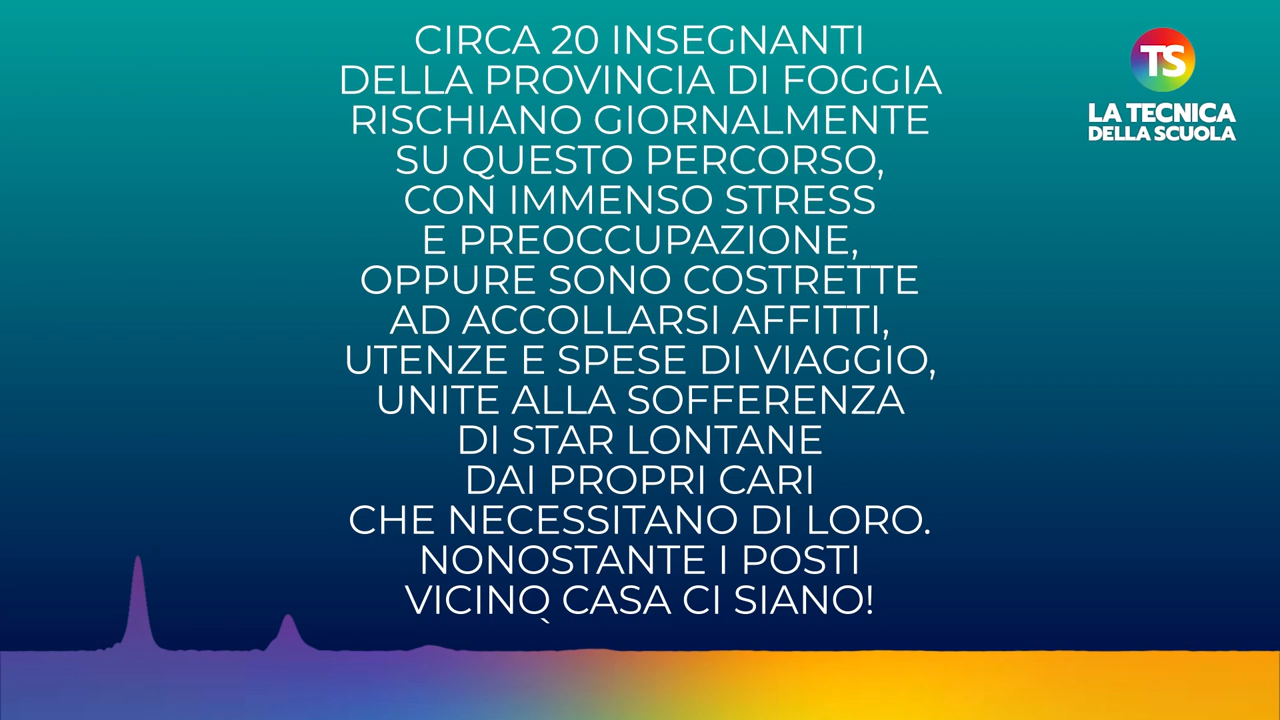 CIRCA 20 INSEGNANTI
DELLA PROVINCIA DI FOGGIA
RISCHIANO GIORNALMENTE
SU QUESTO PERCORSO,
CON IMMENSO STRESS
E PREOCCUPAZIONE,
OPPURE SONO COSTRETTE
AD ACCOLLARSI AFFITTI,
UTENZE E SPESE DI VIAGGIO,
UNITE ALLA SOFFERENZA
DI STAR LONTANE
DAI PROPRI CARI
CHE NECESSITANO DI LORO.
NONOSTANTE I POSTI
VICINO CASA CI SIANO!
TS
LA TECNICA
DELLA SCUOLA